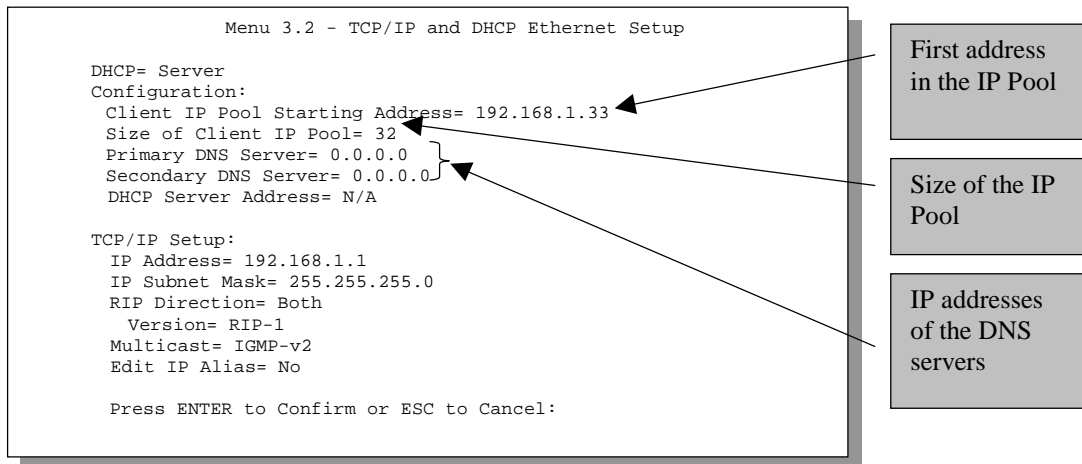 Menu 3.2 - TCP/IP and DHCP Ethernet Setup
DHCP= Server
Configuration:
Client IP Pool Starting Address= 192.168.1.33
Size of Client IP Pool= 32
Primary DNS Server= 0.0.0.0
Secondary DNS Server= 0.0.0.0
DHCP Server Address= N/A
TCP/IP Setup:
IP Address= 192.168.1.1
IP Subnet Mask= 255.255.255.0
RIP Direction= Both
Version= RIP-1
Multicast= IGMP-v2
Edit IP Alias= No
Press ENTER to Confirm or ESC to Cancel:
First address
in the IP Pool
Size of the IP
Pool
IP addresses
of the DNS
servers